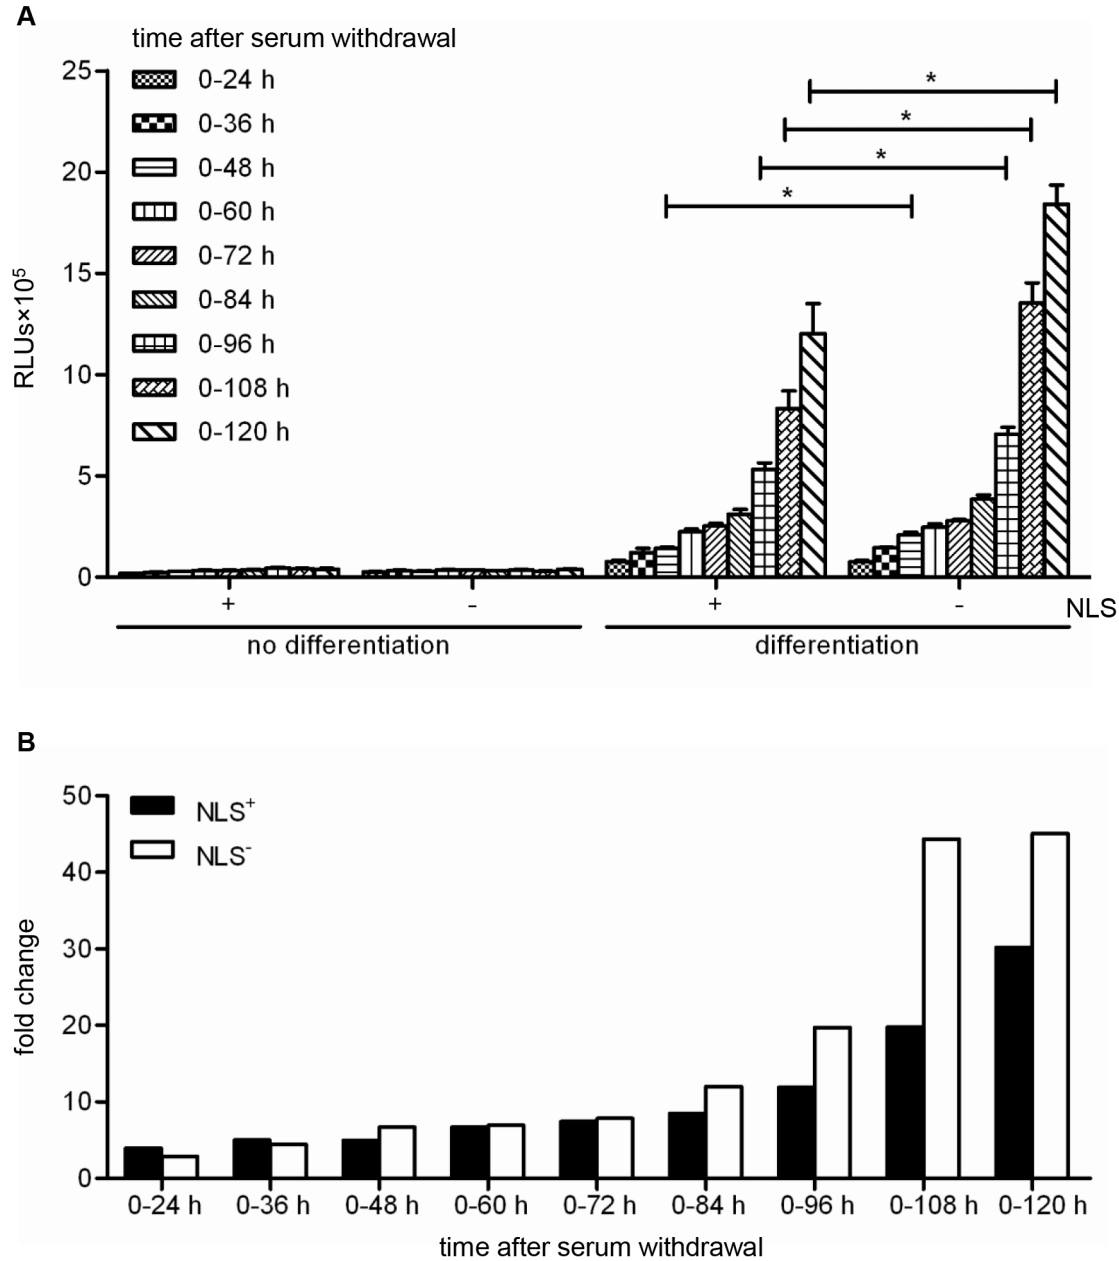 A
time after serum withdrawal
0-24 h
0-36 h
0-48 h
0-60 h
0-72 h
0-84 h
0-96 h
0-108 h
0-120 h
25
20
15
10
5
0
RLUs×10⁵
*
*
*
*
+
-
+
-
NLS
no differentiation
differentiation
B
NLS⁺
NLS⁻
50
40
30
20
10
0
fold change
0-24 h
0-36 h
0-48 h
0-60 h
0-72 h
0-84 h
0-96 h
0-108 h
0-120 h
time after serum withdrawal